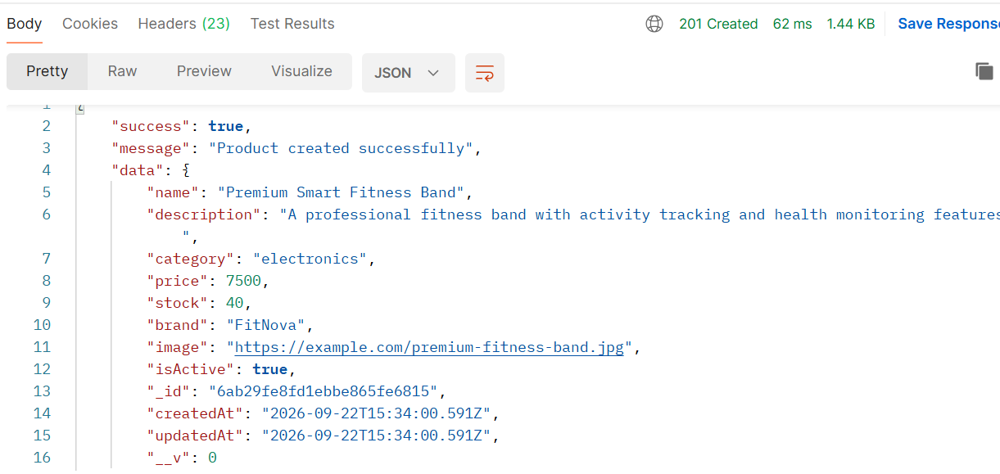 Body Cookies Headers (23) Test Results 201 Created 62 ms 1.44 KB Save Response
Pretty Raw Preview Visualize JSON
1 {
2 "success": true,
3 "message": "Product created successfully",
4 "data": {
5 "name": "Premium Smart Fitness Band",
6 "description": "A professional fitness band with activity tracking and health monitoring features
",
7 "category": "electronics",
8 "price": 7500,
9 "stock": 40,
10 "brand": "FitNova",
11 "image": "https://example.com/premium-fitness-band.jpg",
12 "isActive": true,
13 "_id": "6ab29fe8fd1ebbe865fe6815",
14 "createdAt": "2026-09-22T15:34:00.591Z",
15 "updatedAt": "2026-09-22T15:34:00.591Z",
16 "__v": 0